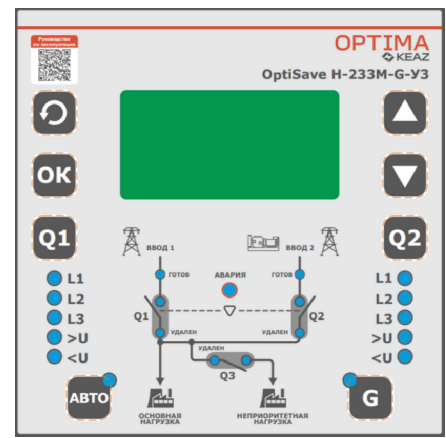 Руководство
по эксплуатации
OPTIMA
KEAZ
OptiSave H-233M-G-У3
OK
Q1
Q2
ВВОД 1
ВВОД 2
ГОТОВ
АВАРИЯ
ГОТОВ
L1
L2
L3
>U
<U
L1
L2
L3
>U
<U
Q1
Q2
УДАЛЕН
УДАЛЕН
УДАЛЕН
Q3
АВТО
G
ОСНОВНАЯ
НАГРУЗКА
НЕПРИОРИТЕТНАЯ
НАГРУЗКА